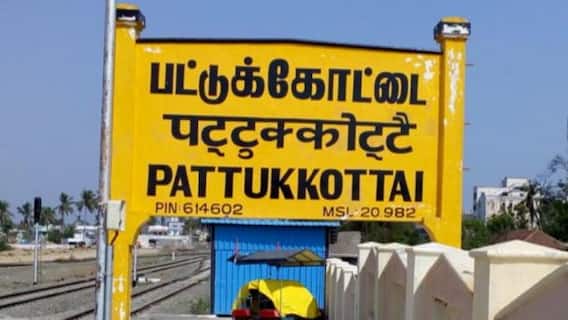 பட்டுக்கோட்டை
पट्टुक्कोट्टै
PATTUKKOTTAI
PIN:614602 MSL-20.982